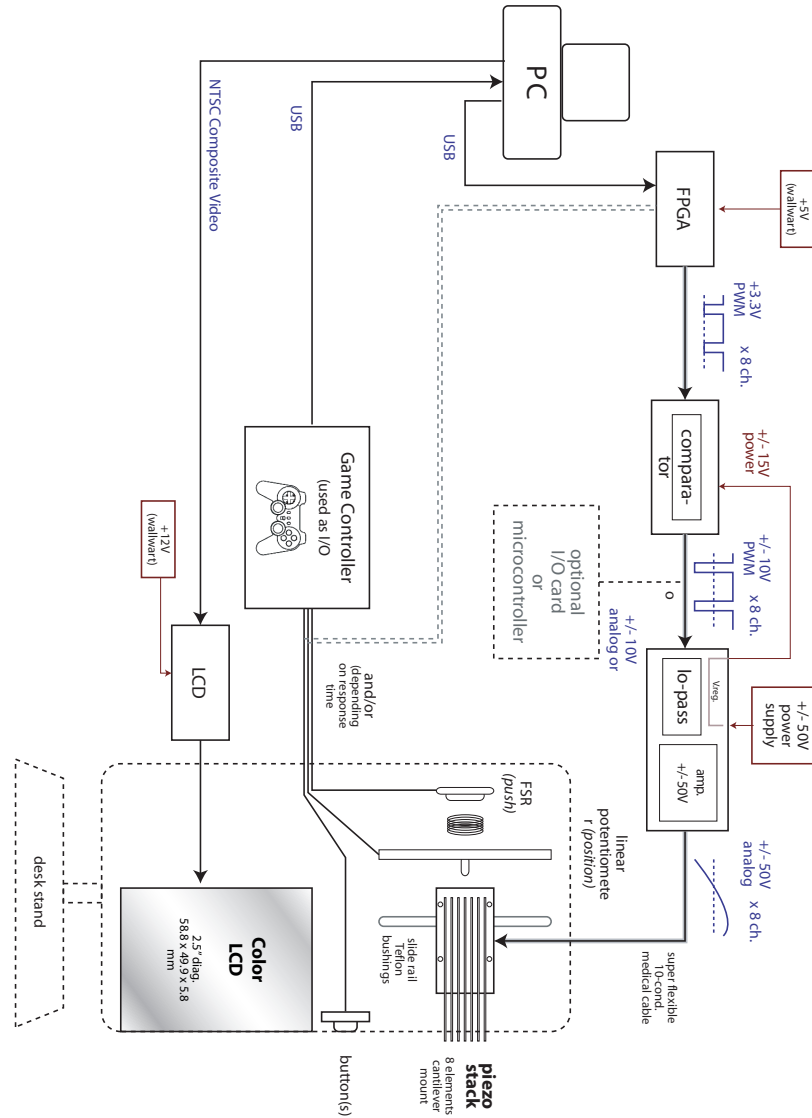 PC
USB
FPGA
+5V
(wallwart)
+3.3V
PWM
x 8 ch.
compara-
tor
+/- 15V
power
+/- 10V
PWM
x 8 ch.
o
+/- 10V
analog or
optional
I/O card
or
microcontroller
V.reg.
lo-pass
amp.
+/-50V
+/- 50V
power
supply
+/- 50V
analog
x 8 ch.
super flexible
10-cond.
medical cable
USB
NTSC Composite Video
Game Controller
(used as I/O)
and/or
(depending
on response
time
+12V
(wallwart)
LCD
FSR
(push)
linear
potentiomete
r (position)
slide rail
Teflon
bushings
piezo
stack
8 elements
cantilever
mount
button(s)
Color
LCD
2.5" diag.
58.8 x 49.9 x 5.8
mm
desk stand